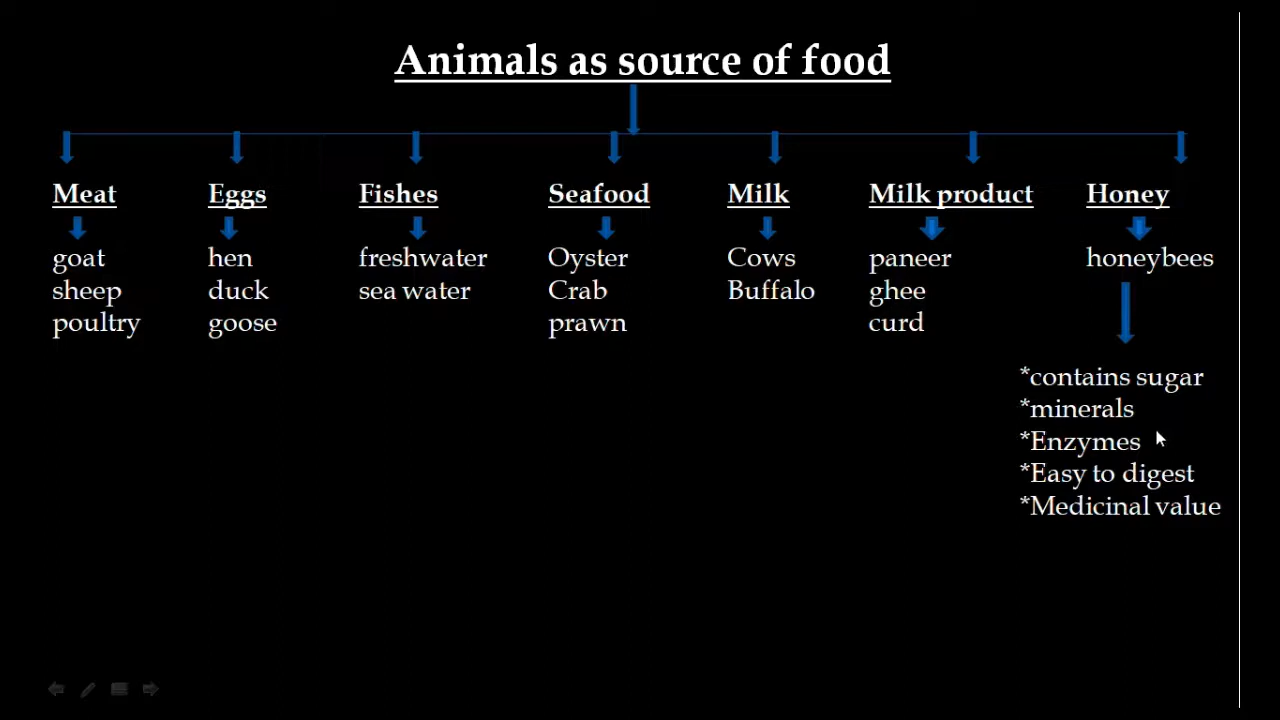 Animals as source of food
Meat
goat
sheep
poultry
Eggs
hen
duck
goose
Fishes
freshwater
sea water
Seafood
Oyster
Crab
prawn
Milk
Cows
Buffalo
Milk product
paneer
ghee
curd
Honey
honeybees
*contains sugar
*minerals
*Enzymes
*Easy to digest
*Medicinal value